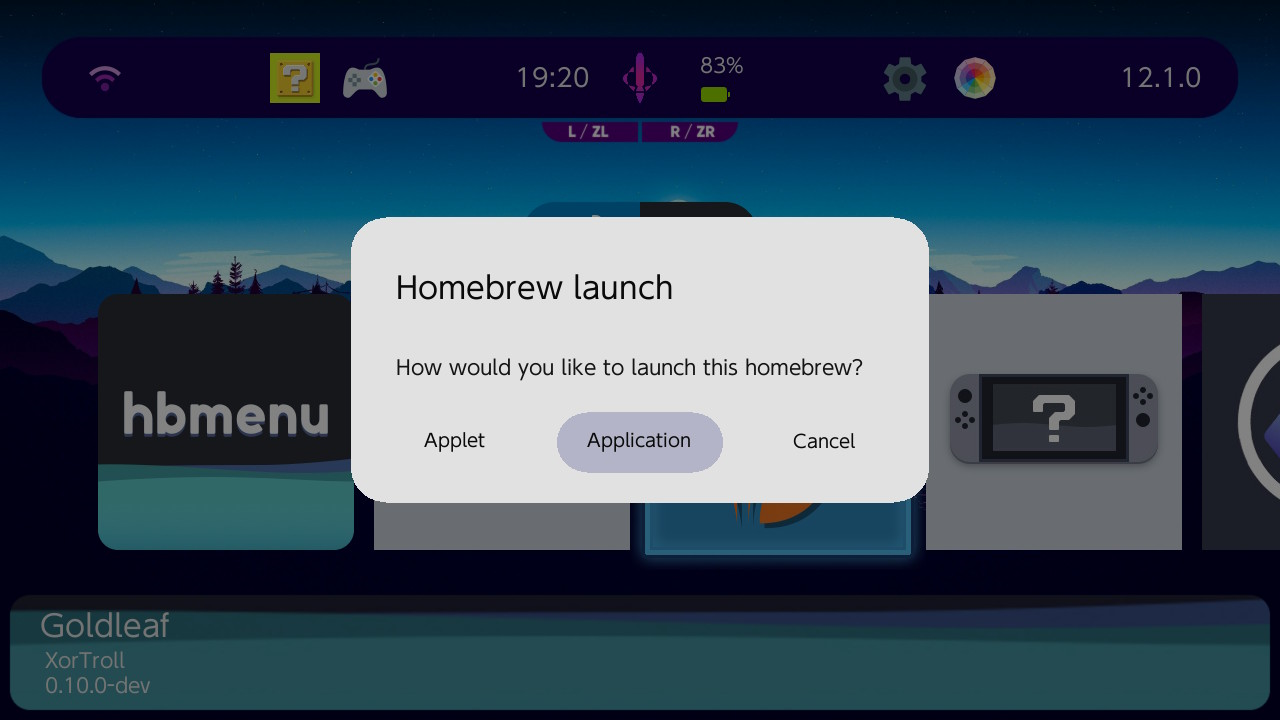 19:20
83%
12.1.0
L / ZL
R / ZR
Homebrew launch
How would you like to launch this homebrew?
Applet
Application
Cancel
hbmenu
?
?
Goldleaf
XorTroll
0.10.0-dev